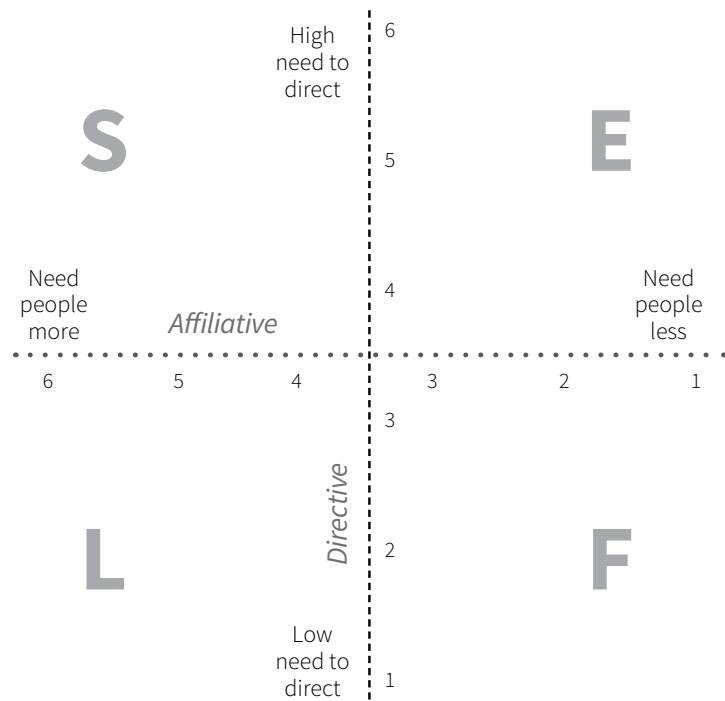 High
need to
direct
6
S
E
5
Need
people
more
Affiliative
4
Need
people
less
6
5
4
3
2
1
3
Directive
L
F
2
Low
need to
direct
1